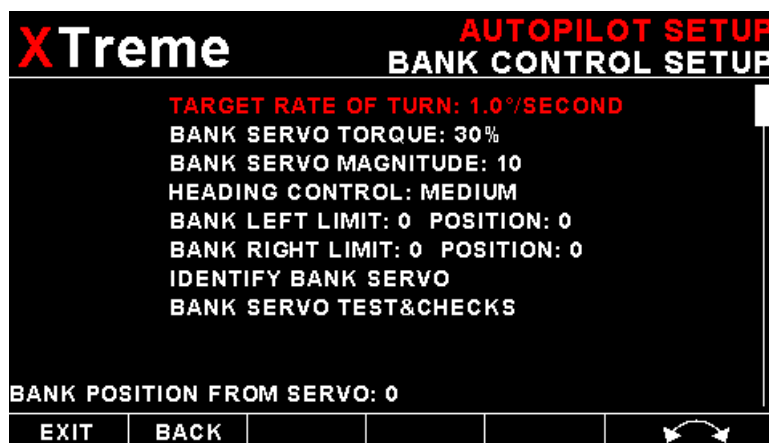 XTreme
AUTOPILOT SETUP
BANK CONTROL SETUP
TARGET RATE OF TURN: 1.0°/SECOND
BANK SERVO TORQUE: 30%
BANK SERVO MAGNITUDE: 10
HEADING CONTROL: MEDIUM
BANK LEFT LIMIT: 0 POSITION: 0
BANK RIGHT LIMIT: 0 POSITION: 0
IDENTIFY BANK SERVO
BANK SERVO TEST&CHECKS
BANK POSITION FROM SERVO: 0
EXIT BACK